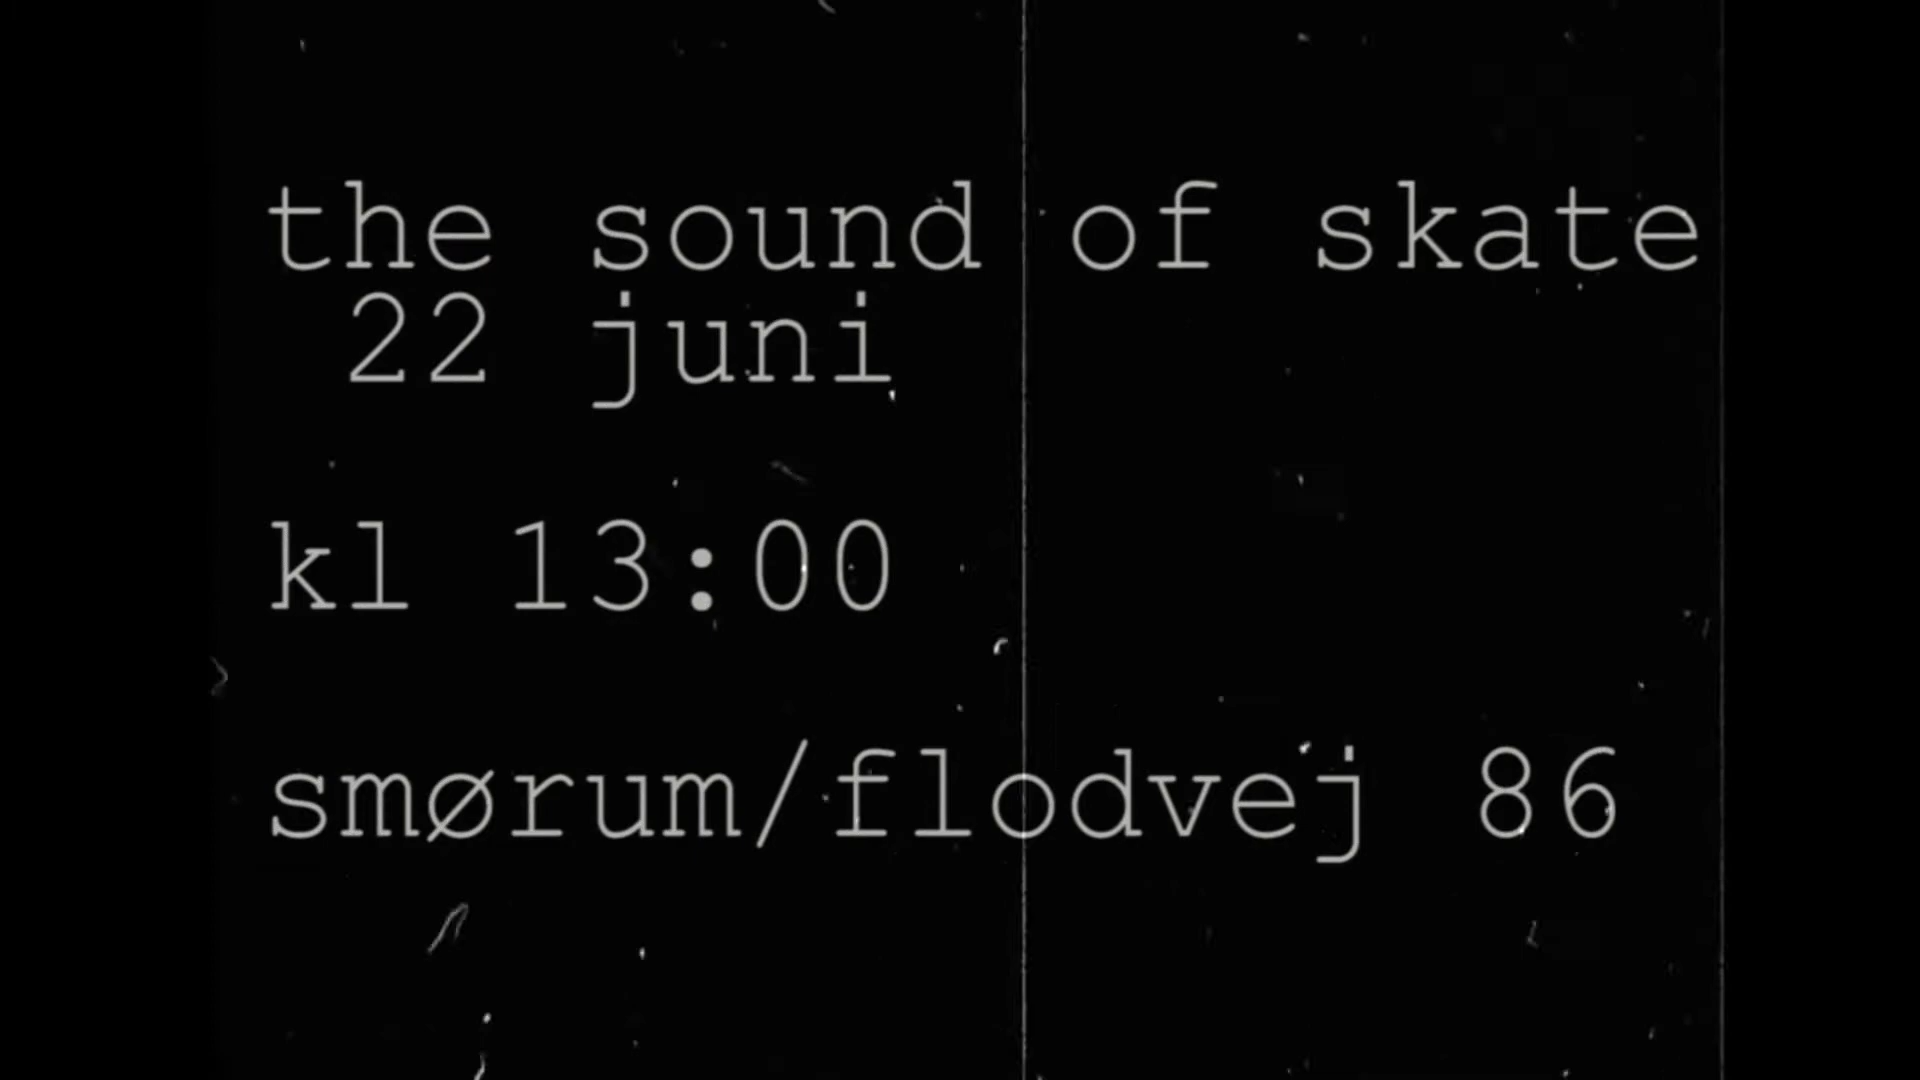 the sound of skate
22 juni
kl 13:00
smørum/flodvej 86